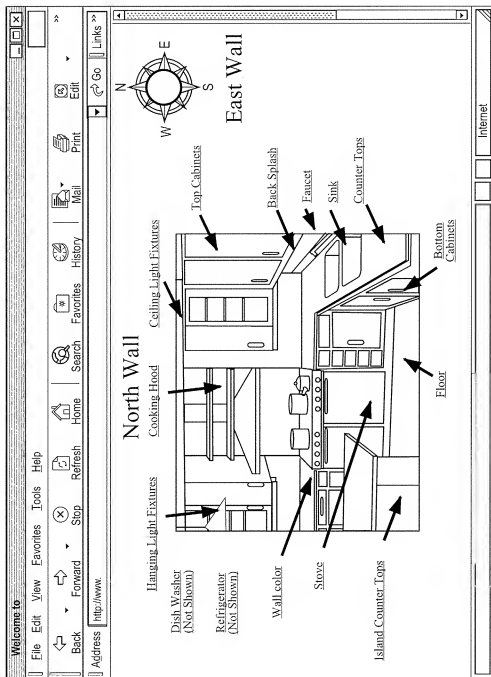 Welcome to
File Edit View Favorites Tools Help
Back Forward Stop Refresh Home Search Favorites History Mail Print Edit »
Address http://www. Go Links »
North Wall
N
W E
S
East Wall
Hanging Light Fixtures
Cooking Hood
Ceiling Light Fixtures
Top Cabinets
Dish Washer
(Not Shown)
Refrigerator
(Not Shown)
Back Splash
Wall color
Faucet
Stove
Sink
Island Counter Tops
Floor
Counter Tops
Bottom
Cabinets
Internet